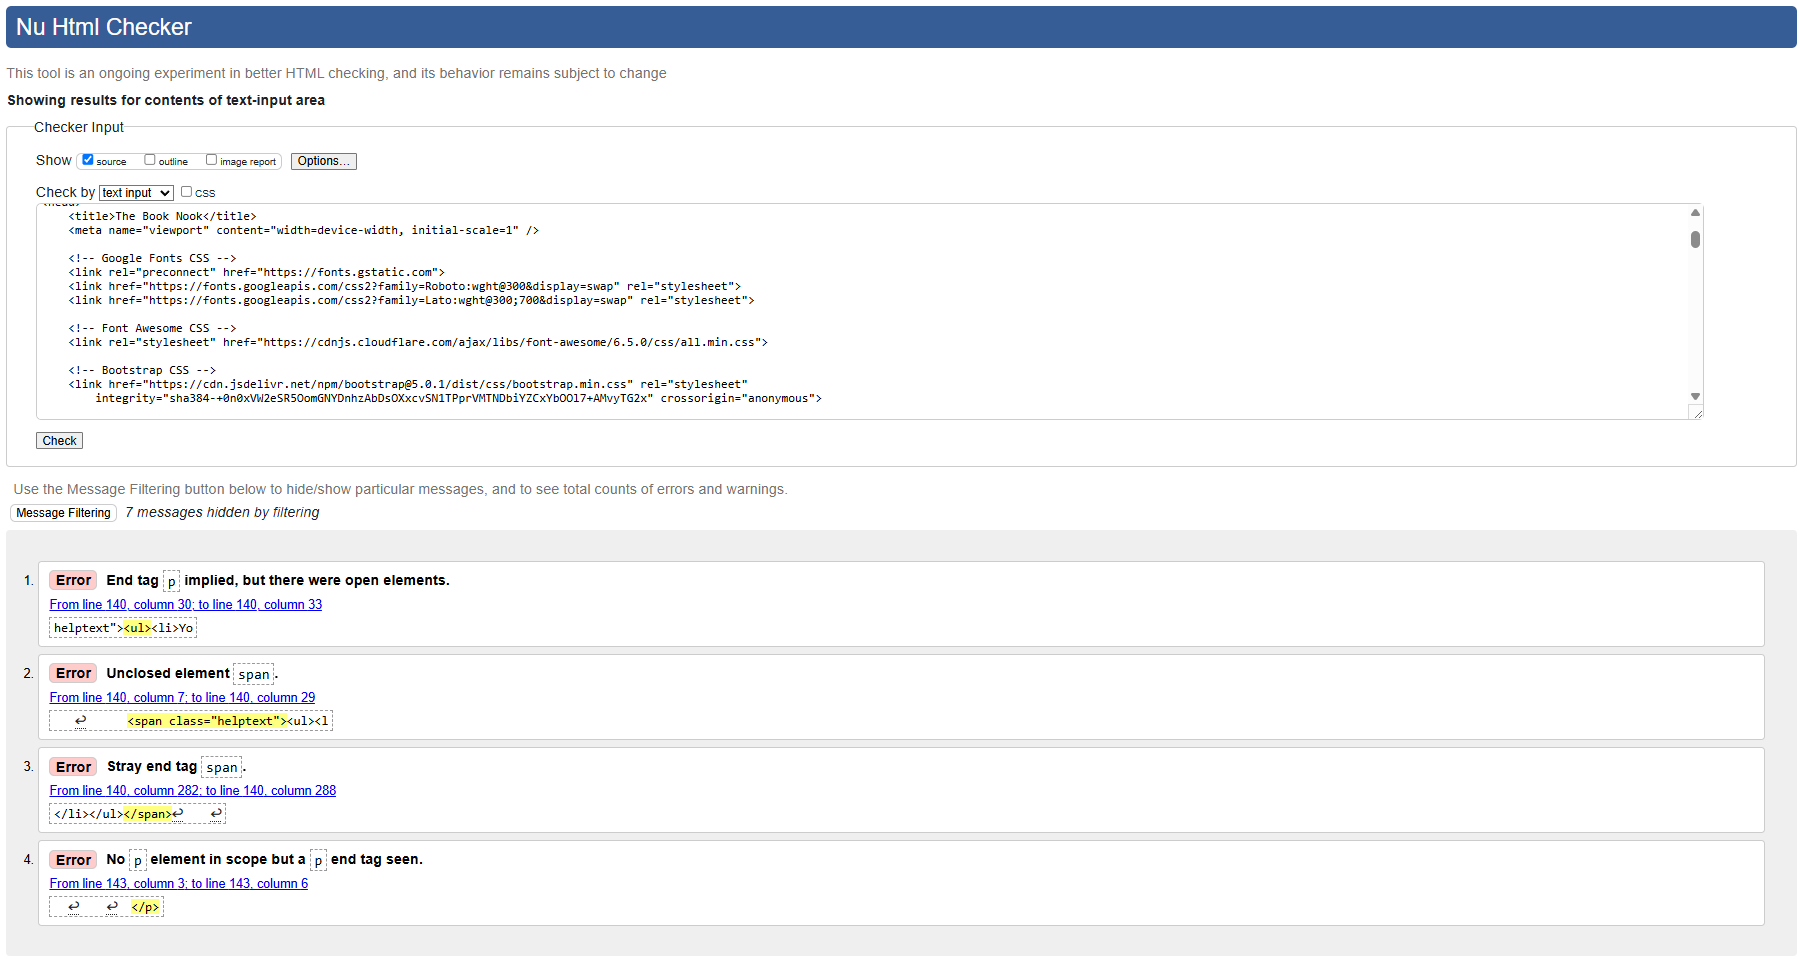 Nu Html Checker
This tool is an ongoing experiment in better HTML checking, and its behavior remains subject to change
Showing results for contents of text-input area
Checker Input
Show source outline image report Options...
Check by text input css
<head>
<title>The Book Nook</title>
<meta name="viewport" content="width=device-width, initial-scale=1" />
<!-- Google Fonts CSS -->
<link rel="preconnect" href="https://fonts.gstatic.com">
<link href="https://fonts.googleapis.com/css2?family=Roboto:wght@300&display=swap" rel="stylesheet">
<link href="https://fonts.googleapis.com/css2?family=Lato:wght@300;700&display=swap" rel="stylesheet">
<!-- Font Awesome CSS -->
<link rel="stylesheet" href="https://cdnjs.cloudflare.com/ajax/libs/font-awesome/6.5.0/css/all.min.css">
<!-- Bootstrap CSS -->
<link href="https://cdn.jsdelivr.net/npm/bootstrap@5.0.1/dist/css/bootstrap.min.css" rel="stylesheet"
integrity="sha384-+0n0xVW2eSR5OomGNYDnhzAbDsOXxcvSN1TPprVMTNDbiYZCxYbOOl7+AMvyTG2x" crossorigin="anonymous">
Check
Use the Message Filtering button below to hide/show particular messages, and to see total counts of errors and warnings.
Message Filtering 7 messages hidden by filtering
1. Error End tag p implied, but there were open elements.
From line 140, column 30; to line 140, column 33
helptext"><ul><li>Yo
2. Error Unclosed element span.
From line 140, column 7; to line 140, column 29
↩ <span class="helptext"><ul><l
3. Error Stray end tag span.
From line 140, column 282; to line 140, column 288
</li></ul></span>↩ ↩
4. Error No p element in scope but a p end tag seen.
From line 143, column 3; to line 143, column 6
↩ ↩ </p>